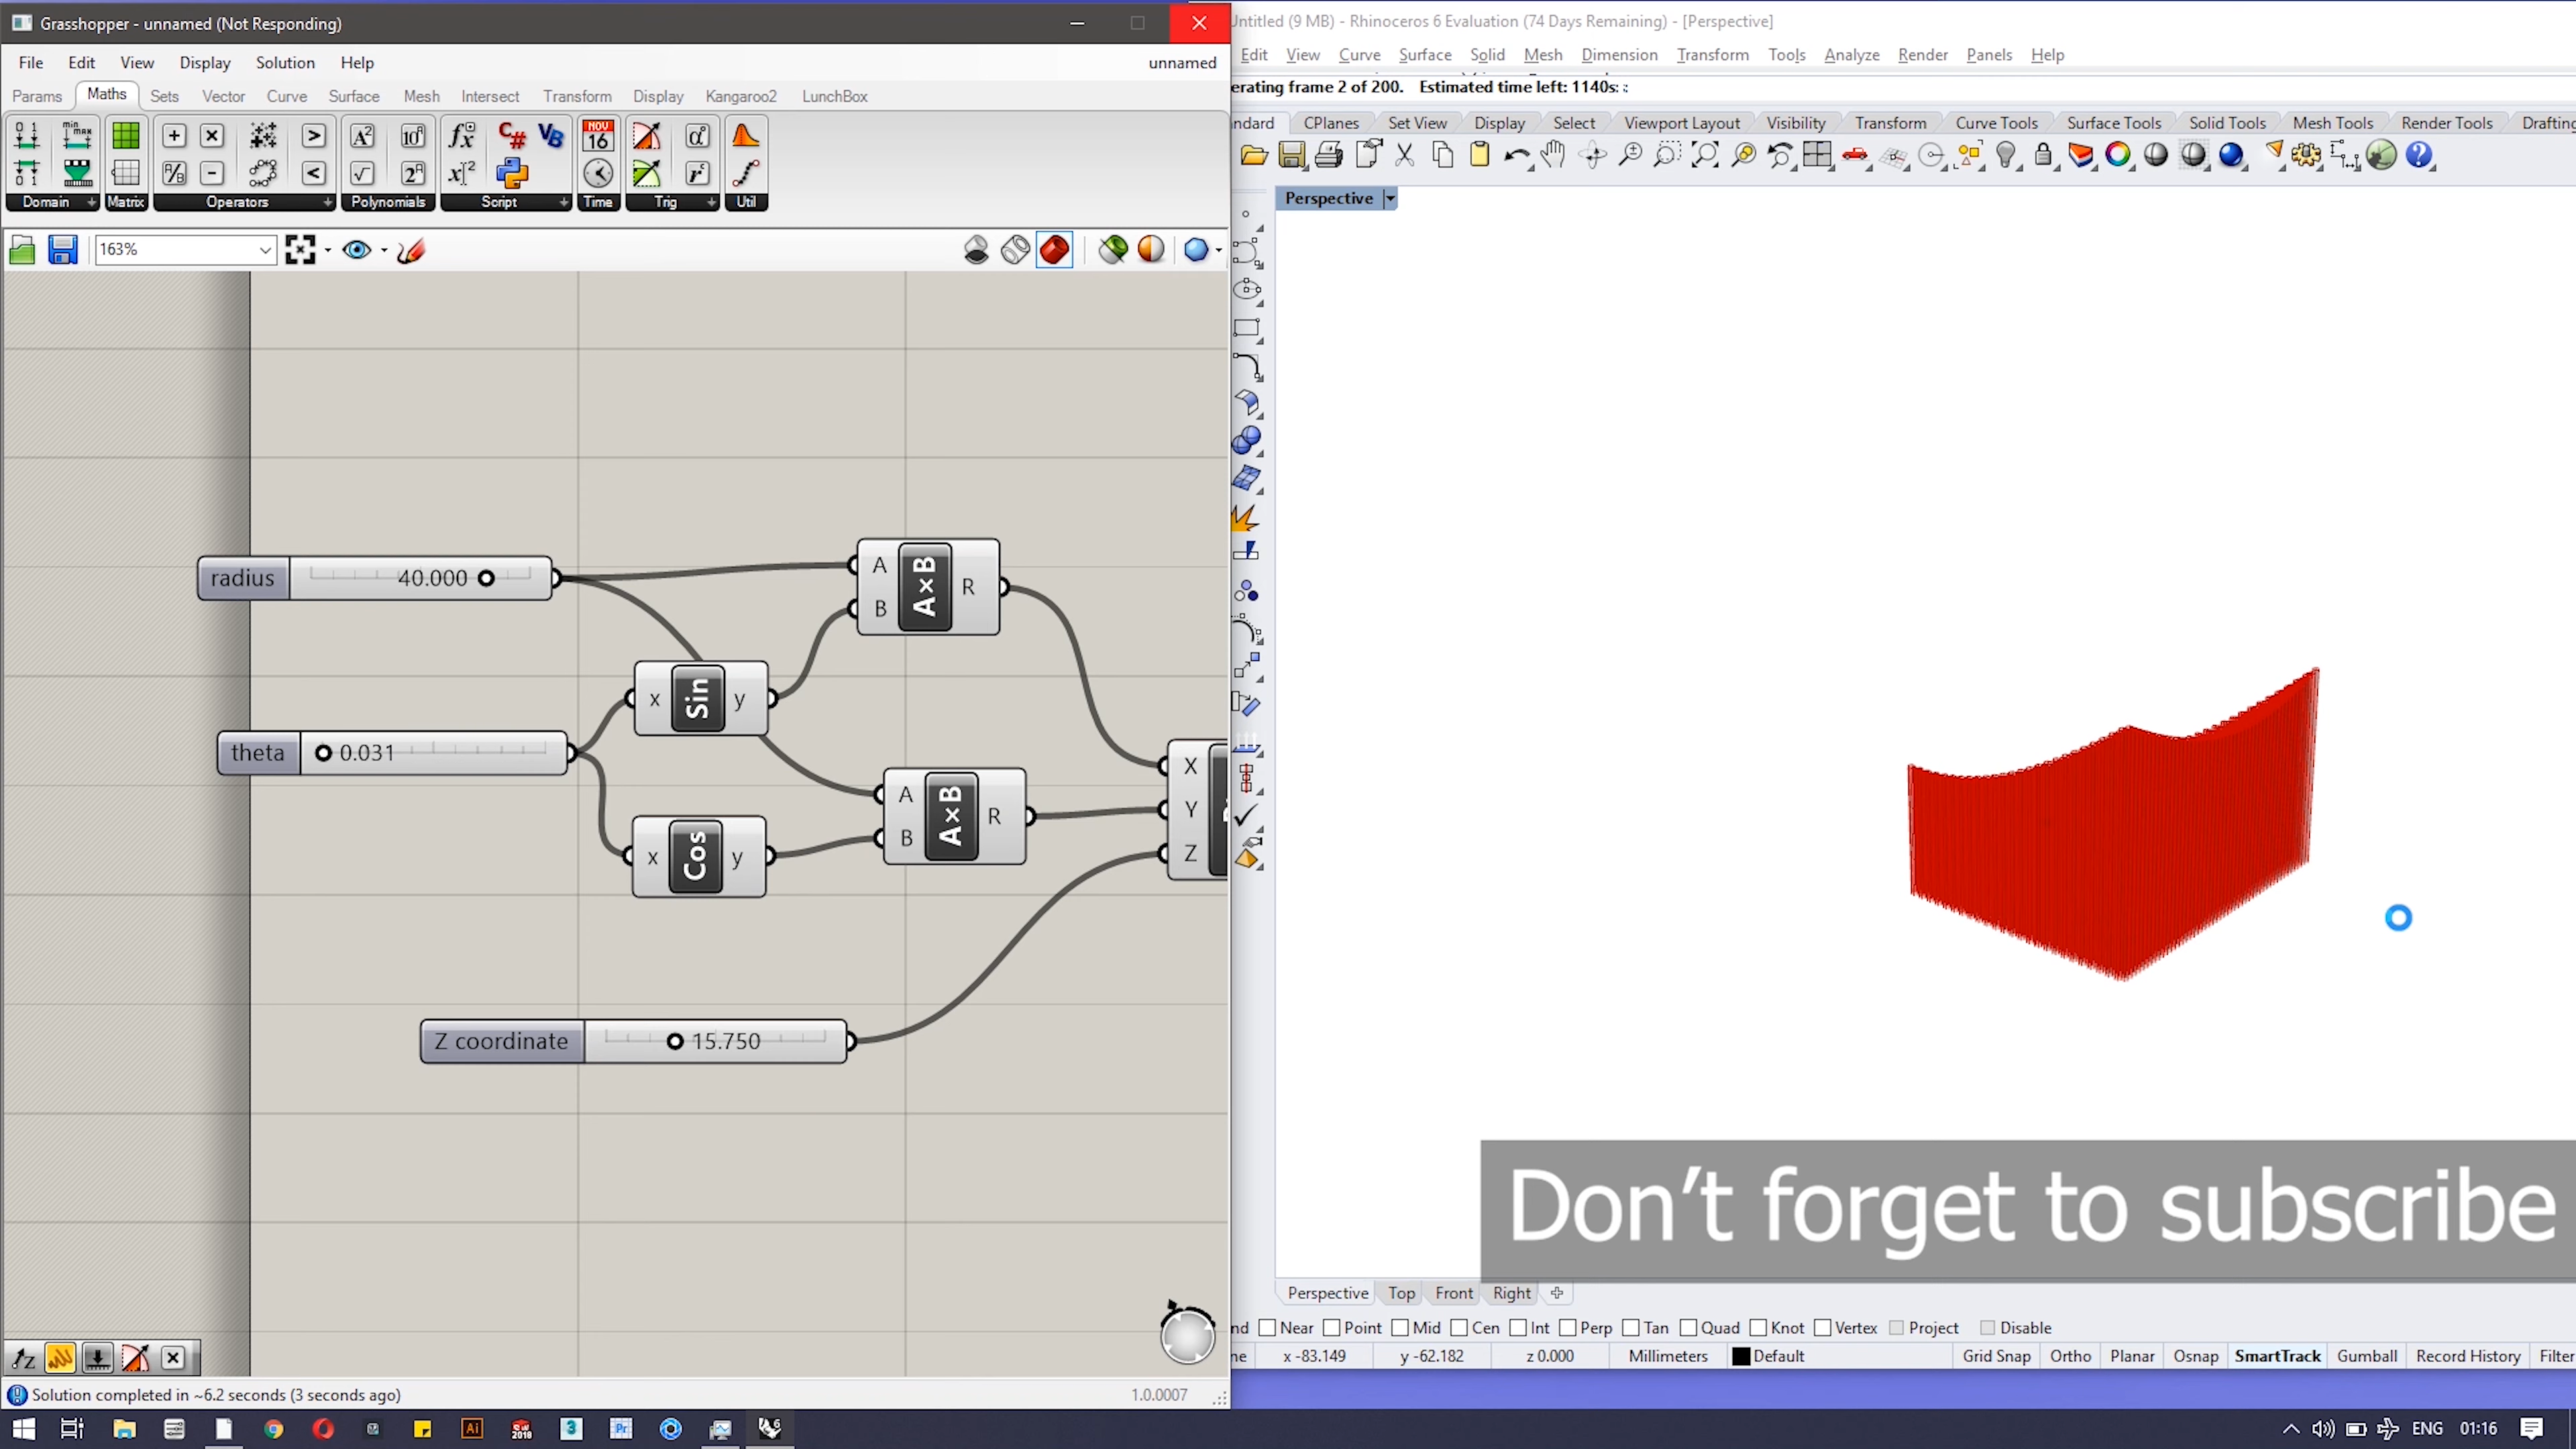 Grasshopper - unnamed (Not Responding)
File Edit View Display Solution Help
unnamed
Params Maths Sets Vector Curve Surface Mesh Intersect Transform Display Kangaroo2 LunchBox
Domain Matrix Operators Polynomials Script Time Trig Util
163%
radius 40.000
A B A×B R
x Sin y
theta 0.031
x Cos y
A B A×B R
X
Y
Z
Z coordinate 15.750
Solution completed in ~6.2 seconds (3 seconds ago)
1.0.0007
Untitled (9 MB) - Rhinoceros 6 Evaluation (74 Days Remaining) - [Perspective]
Edit View Curve Surface Solid Mesh Dimension Transform Tools Analyze Render Panels Help
erating frame 2 of 200. Estimated time left: 1140s:
ndard CPlanes Set View Display Select Viewport Layout Visibility Transform Curve Tools Surface Tools Solid Tools Mesh Tools Render Tools Drafting
Perspective
Don't forget to subscribe
Perspective Top Front Right
nd Near Point Mid Cen Int Perp Tan Quad Knot Vertex Project Disable
ne x -83.149 y -62.182 z 0.000 Millimeters Default Grid Snap Ortho Planar Osnap SmartTrack Gumball Record History Filter
ENG 01:16